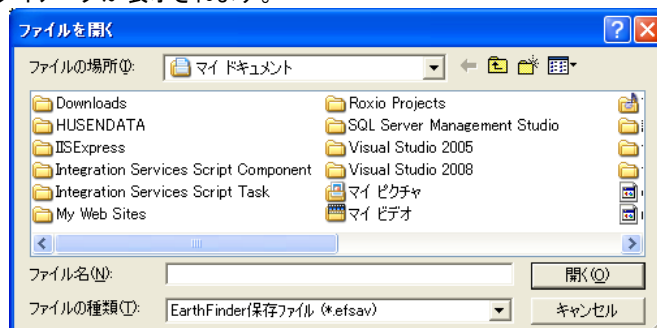 ファイルを開く
ファイルの場所(I):
マイ ドキュメント
Downloads
HUSENDATA
IISExpress
Integration Services Script Component
Integration Services Script Task
My Web Sites
Roxio Projects
SQL Server Management Studio
Visual Studio 2005
Visual Studio 2008
マイ ピクチャ
マイ ビデオ
ファイル名(N):
開く(O)
ファイルの種類(T):
EarthFinder保存ファイル (*.efsav)
キャンセル